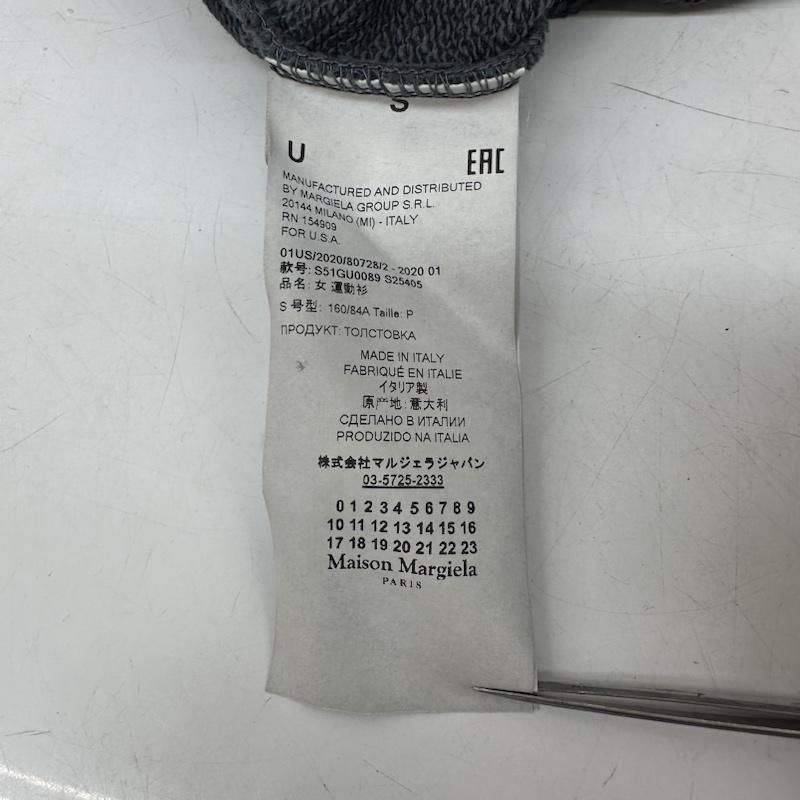 S
U EAC
MANUFACTURED AND DISTRIBUTED
BY MARGIELA GROUP S.R.L.
20144 MILANO (MI) - ITALY
RN 154909
FOR U.S.A.
01US/2020/80728/2 - 2020 01
款号: S51GU0089 S25405
品名: 女 運動衫
S 号型: 160/84A Taille: P
ПРОДУКТ: ТОЛСТОВКА
MADE IN ITALY
FABRIQUÉ EN ITALIE
イタリア製
原产地: 意大利
СДЕЛАНО В ИТАЛИИ
PRODUZIDO NA ITALIA
株式会社マルジェラジャパン
03-5725-2333
0 1 2 3 4 5 6 7 8 9
10 11 12 13 14 15 16
17 18 19 20 21 22 23
Maison Margiela
PARIS